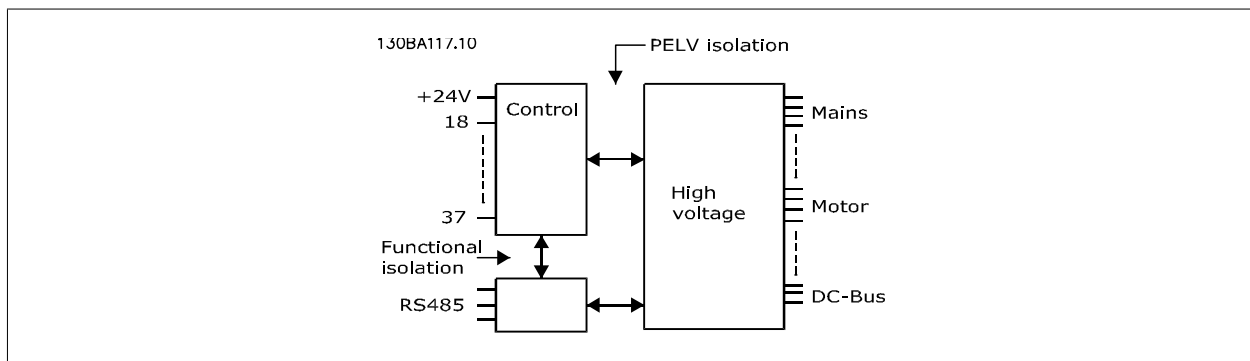 130BA117.10
PELV isolation
+24V
Control
18
Mains
High
voltage
37
Motor
Functional
isolation
RS485
DC-Bus